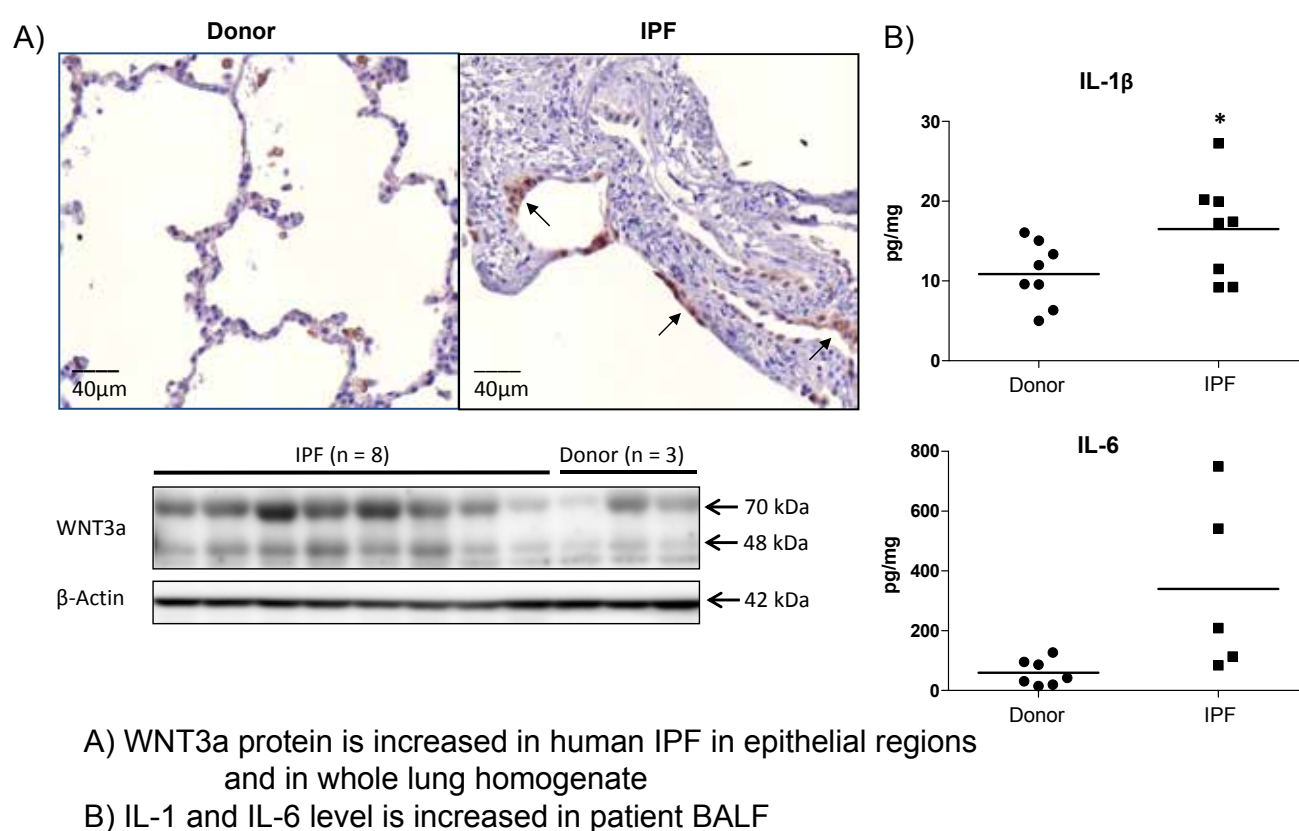 A)
Donor
IPF
40µm
40µm
IPF (n = 8)
Donor (n = 3)
WNT3a
70 kDa
48 kDa
β-Actin
42 kDa
B)
IL-1β
*
pg/mg
30
20
10
0
Donor
IPF
IL-6
pg/mg
800
600
400
200
0
Donor
IPF
A) WNT3a protein is increased in human IPF in epithelial regions
and in whole lung homogenate
B) IL-1 and IL-6 level is increased in patient BALF